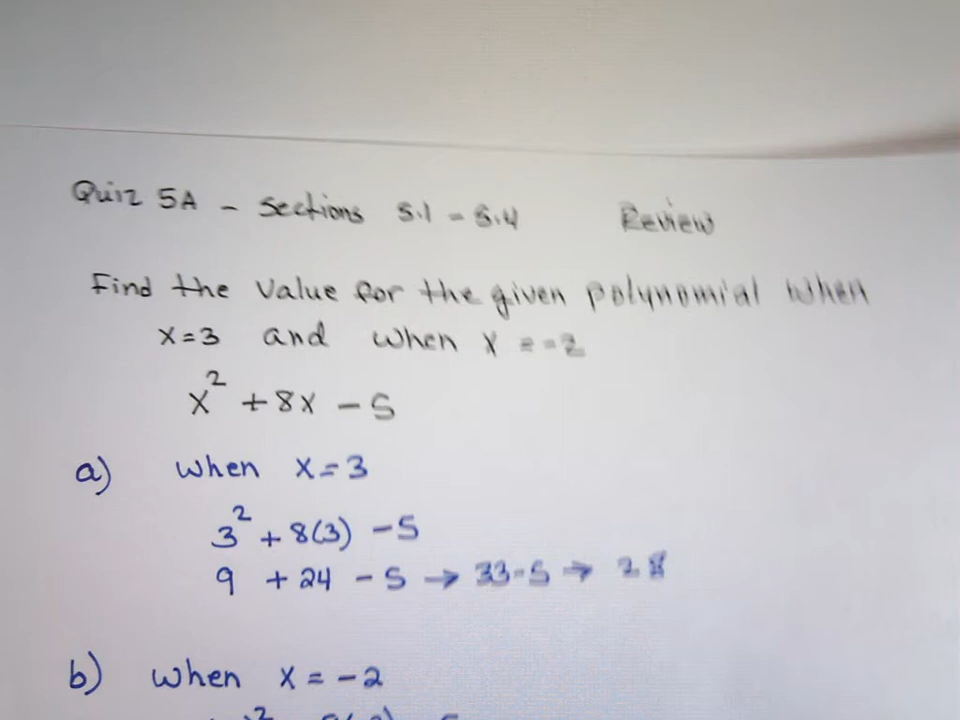 Quiz 5A - Sections 5.1 - 5.4 Review
Find the value for the given polynomial when
x=3 and when x = -2
x² + 8x - 5
a) when x=3
3² + 8(3) - 5
9 + 24 - 5 → 33-5 → 28
b) when x = -2